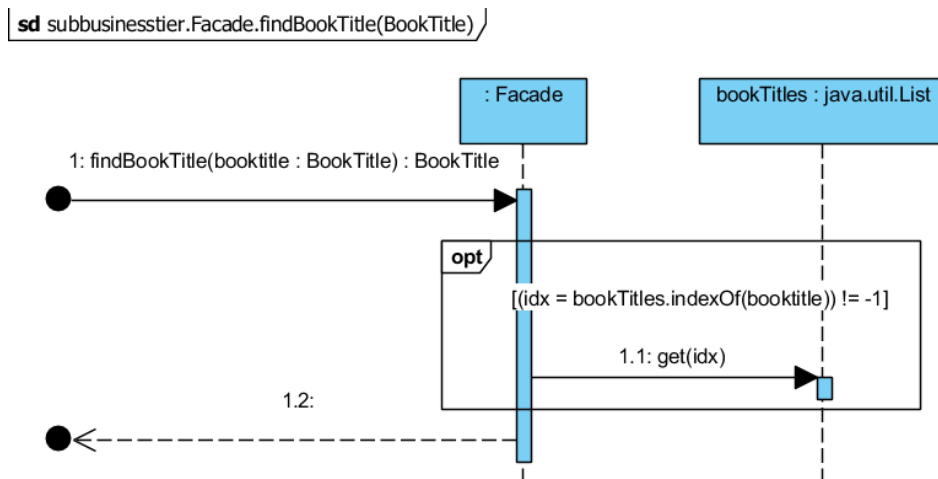 sd subbusinesstier.Facade.findBookTitle(BookTitle)
: Facade
bookTitles : java.util.List
1: findBookTitle(booktitle : BookTitle) : BookTitle
opt
[(idx = bookTitles.indexOf(booktitle)) != -1]
1.1: get(idx)
1.2: